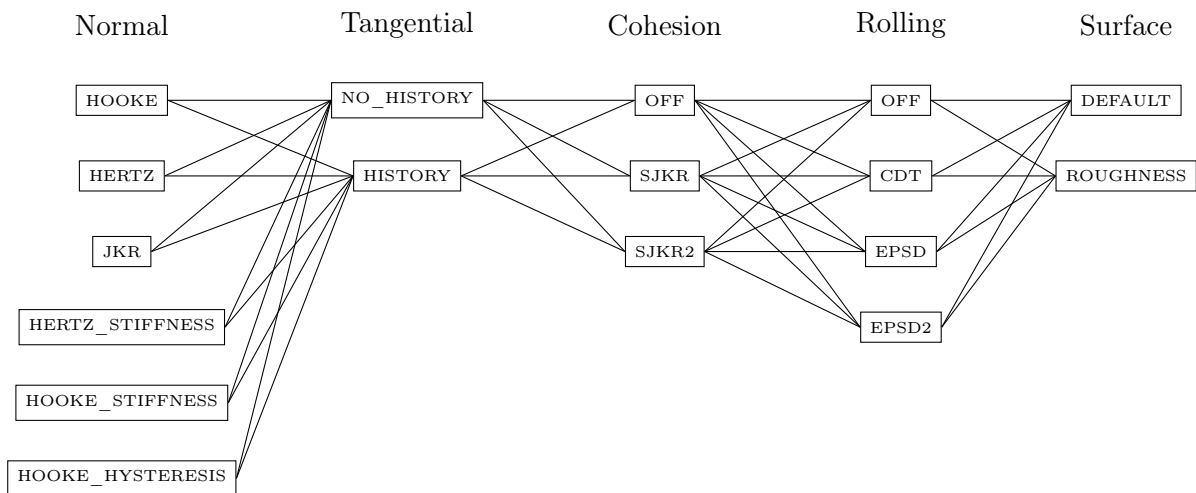 Normal Tangential Cohesion Rolling Surface
HOOKE NO_HISTORY OFF OFF DEFAULT
HERTZ HISTORY SJKR CDT ROUGHNESS
JKR SJKR2 EPSD
HERTZ_STIFFNESS EPSD2
HOOKE_STIFFNESS
HOOKE_HYSTERESIS